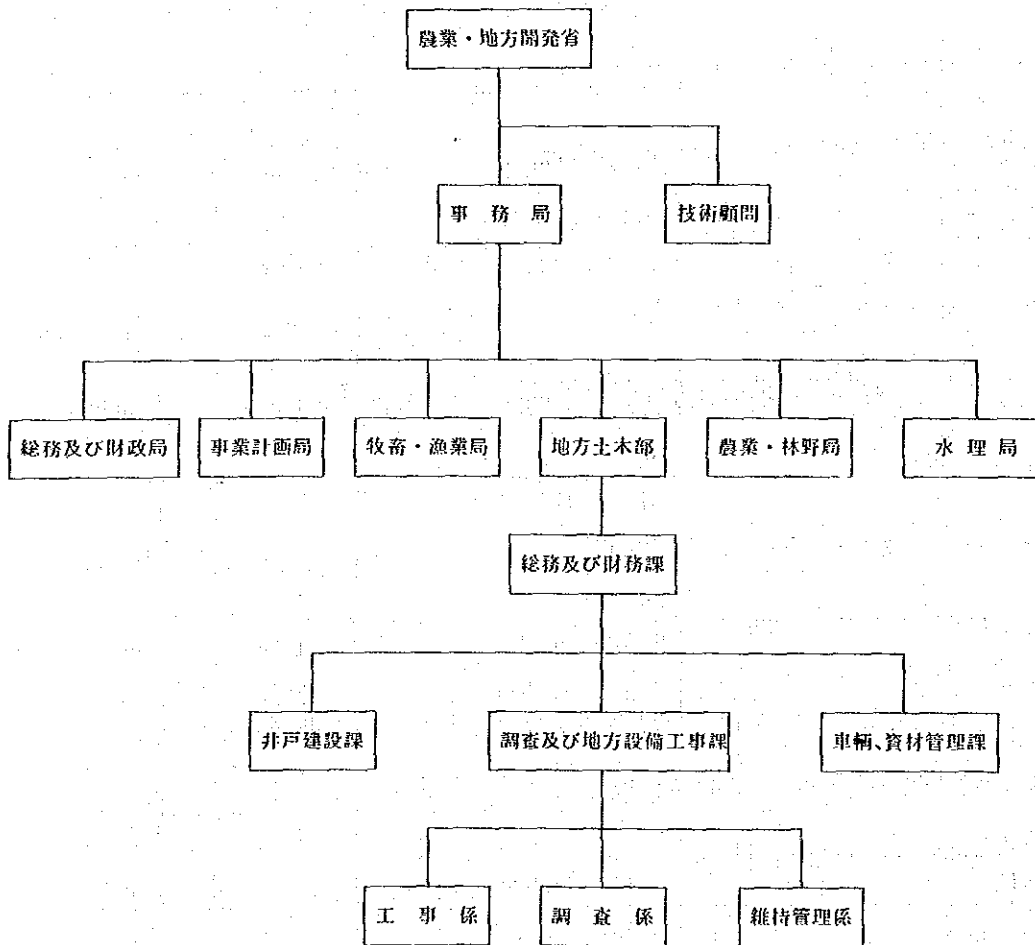 農業・地方開発省
事務局
技術顧問
総務及び財政局
事業計画局
牧畜・漁業局
地方土木部
農業・林野局
水理局
総務及び財務課
井戸建設課
調査及び地方設備工事課
車輌、資材管理課
工事係
調査係
維持管理係